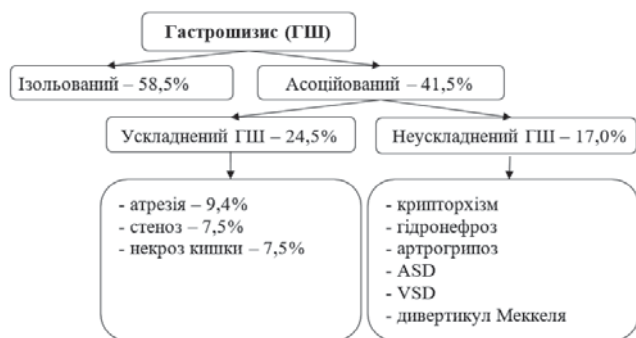 Гастрошизис (ГШ)
Ізольований – 58,5%
Асоційований – 41,5%
Ускладнений ГШ – 24,5%
Неускладнений ГШ – 17,0%
- атрезія – 9,4%
- стеноз – 7,5%
- некроз кишки – 7,5%
- крипторхізм
- гідронефроз
- артрогрипоз
- ASD
- VSD
- дивертикул Меккеля